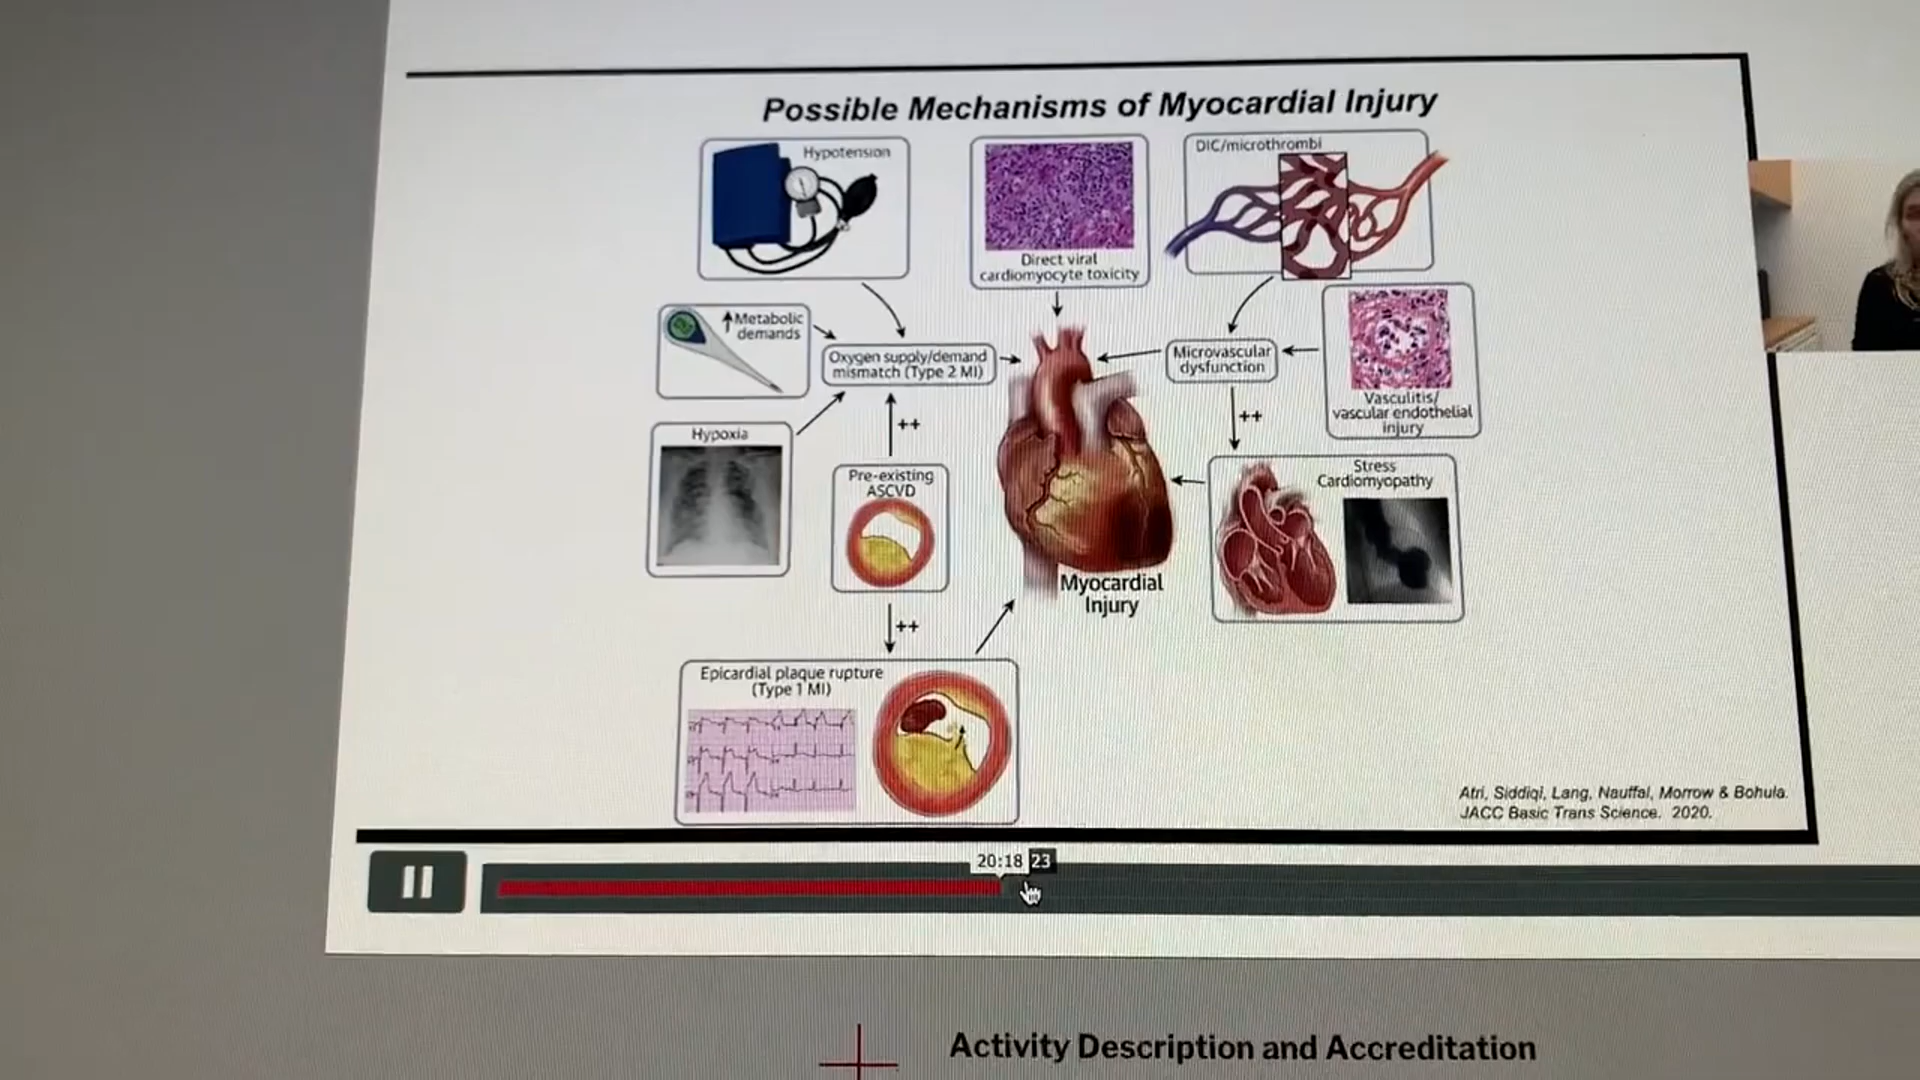 Possible Mechanisms of Myocardial Injury
Hypotension
Direct viral
cardiomyocyte toxicity
DIC/microthrombi
↑Metabolic
demands
Oxygen supply/demand
mismatch (Type 2 MI)
Microvascular
dysfunction
Vasculitis/
vascular endothelial
injury
++
++
Hypoxia
Pre-existing
ASCVD
Stress
Cardiomyopathy
Myocardial
Injury
++
Epicardial plaque rupture
(Type 1 MI)
Atri, Siddiqi, Lang, Nauffal, Morrow & Bohula.
JACC Basic Trans Science. 2020.
20:18 23
Activity Description and Accreditation